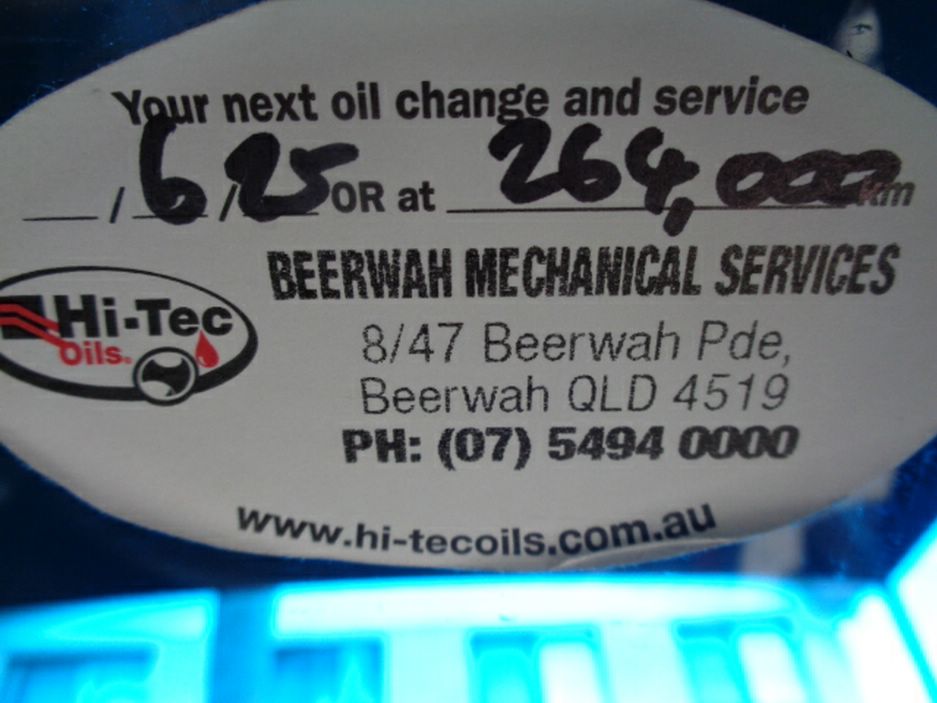 Your next oil change and service
__/6/25 OR at 264,000 km
BEERWAH MECHANICAL SERVICES
Hi-Tec
Oils.
8/47 Beerwah Pde,
Beerwah QLD 4519
PH: (07) 5494 0000
www.hi-tecoils.com.au